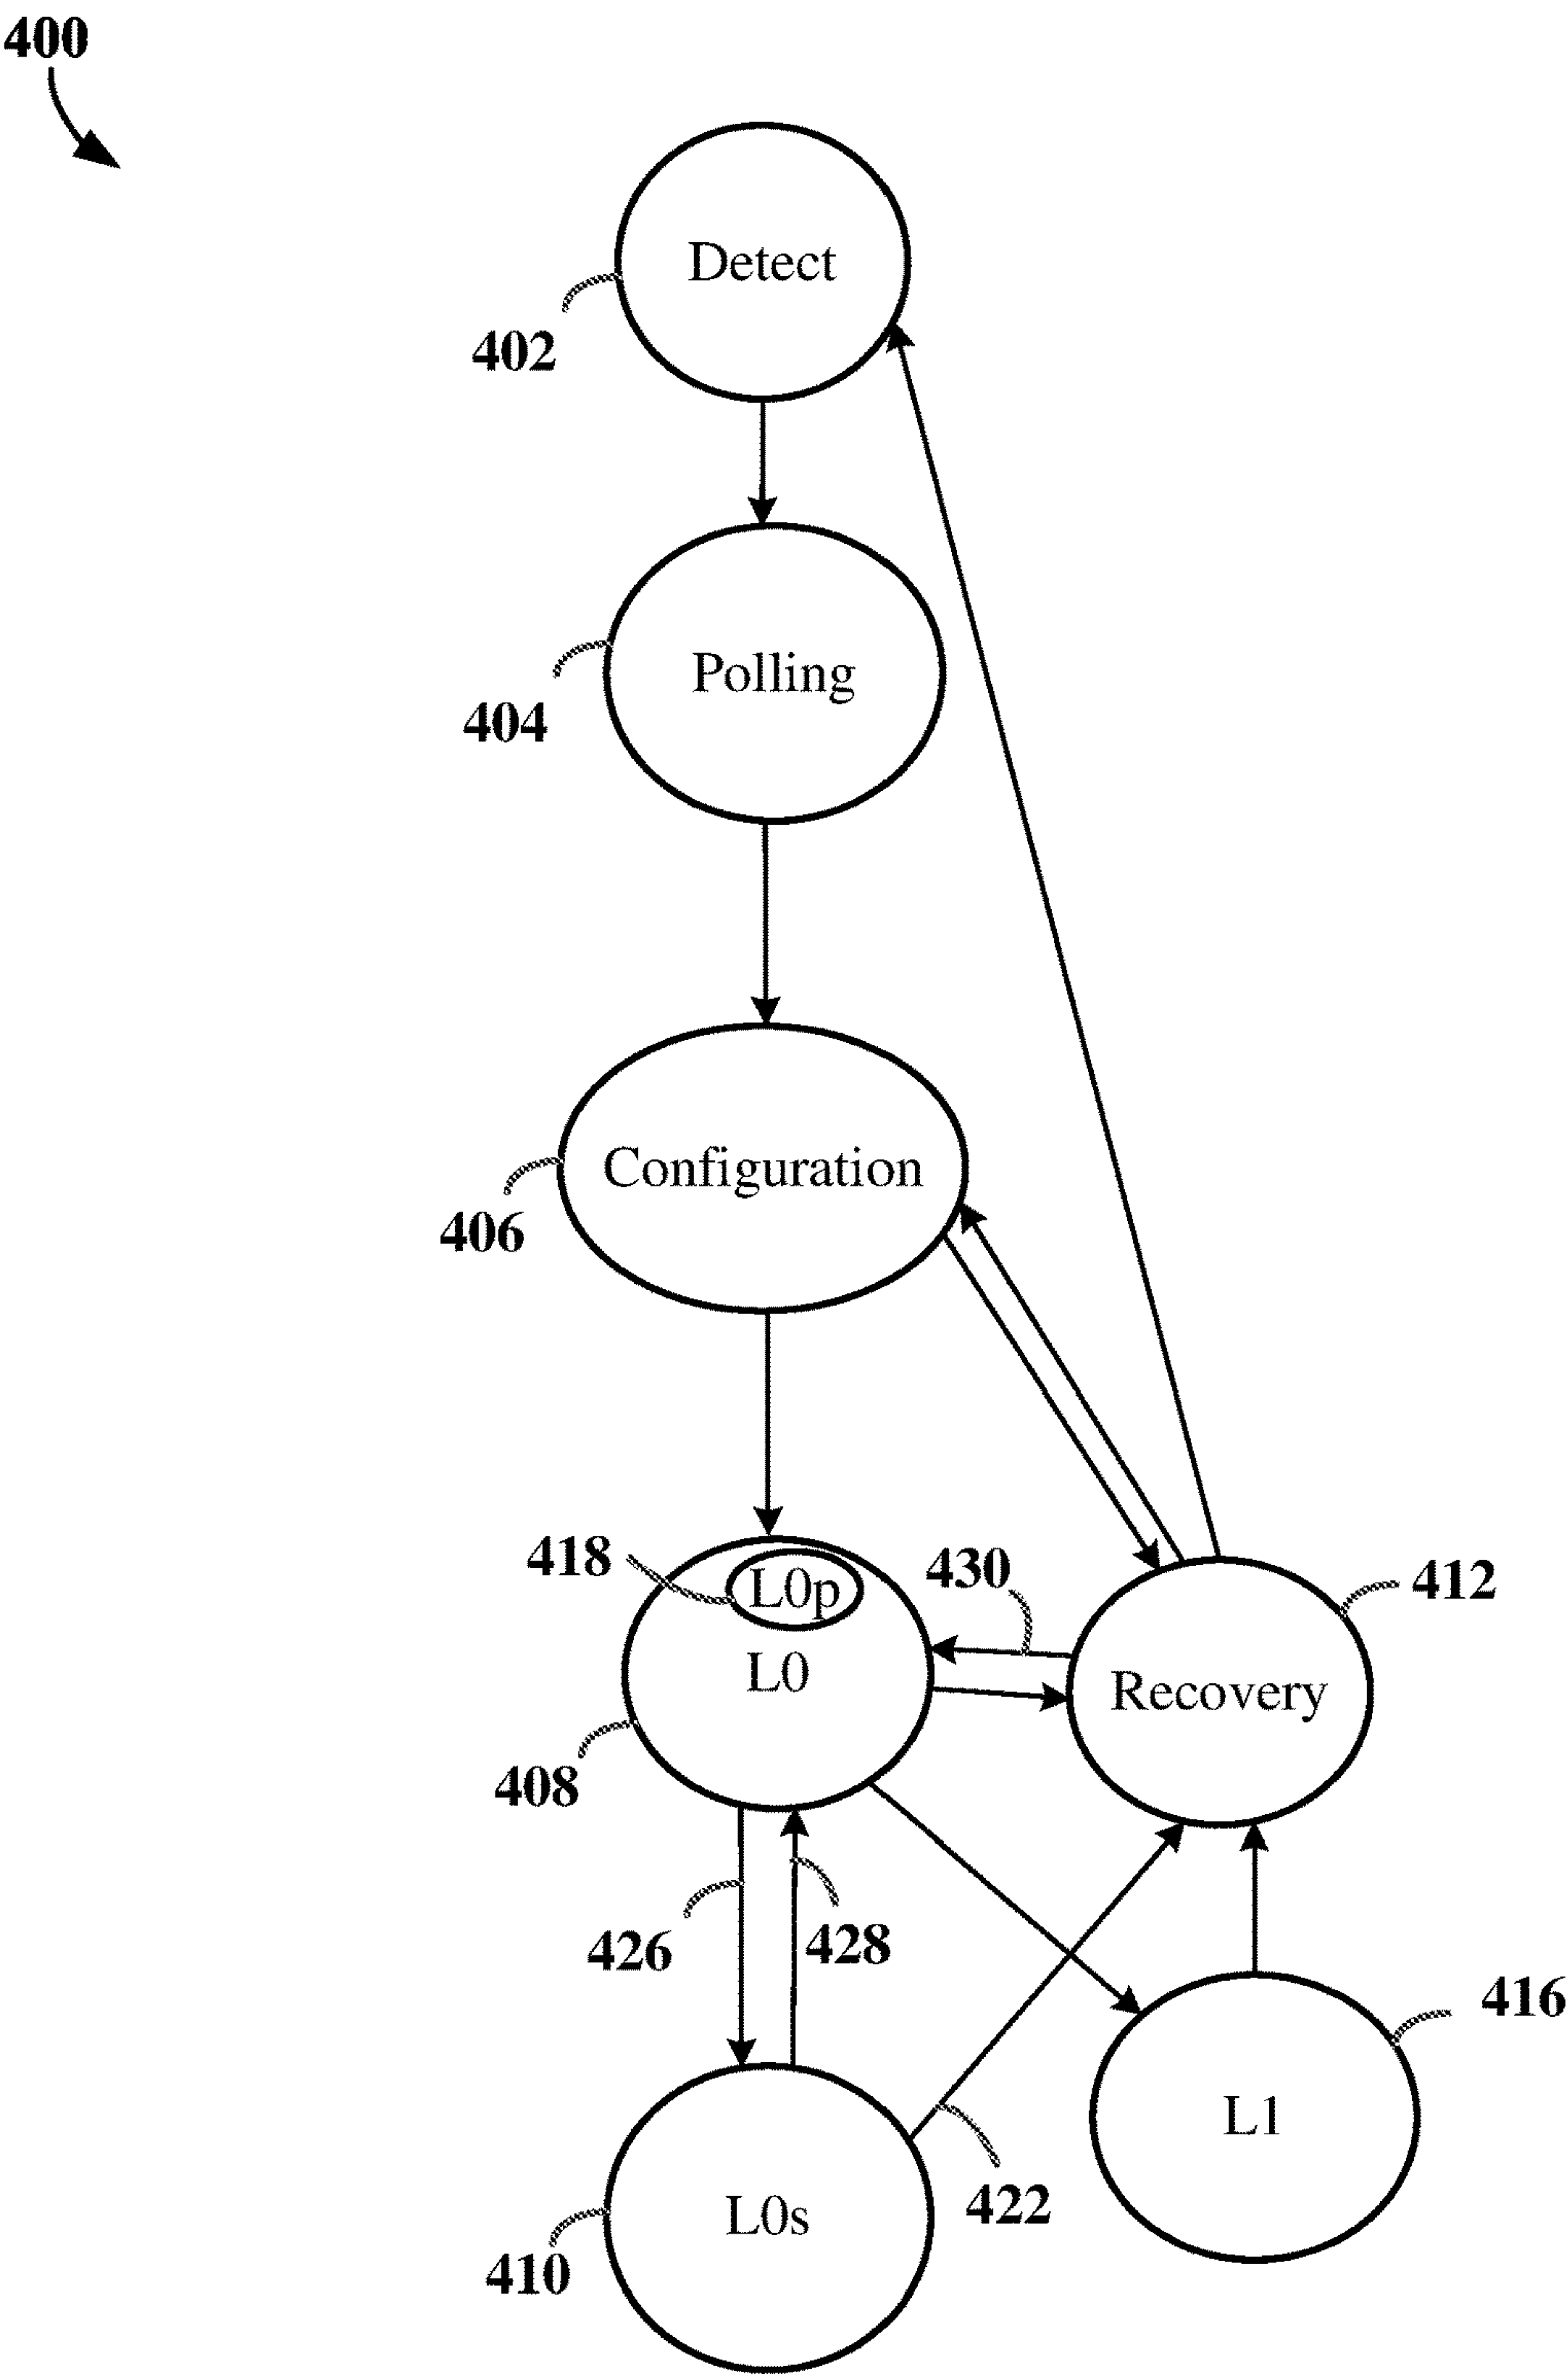 400
Detect
402
Polling
404
Configuration
406
418
L0p
430
412
L0
Recovery
408
426
428
416
L1
422
L0s
410